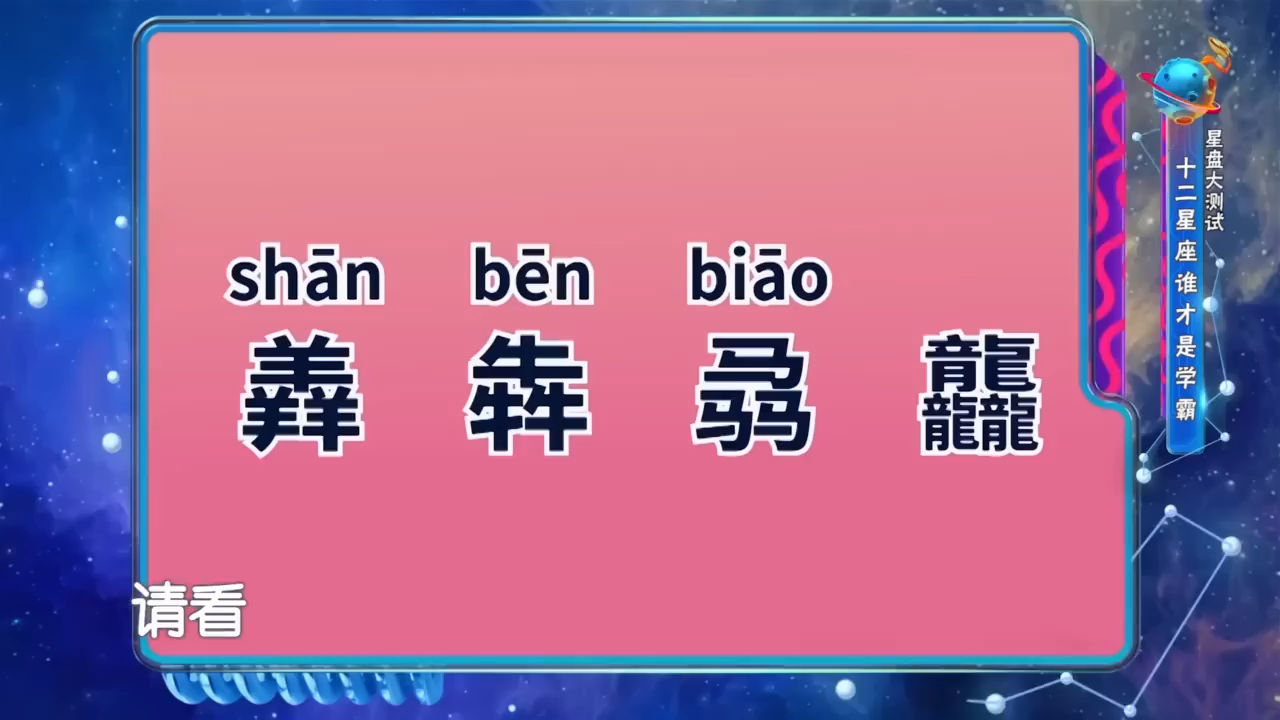 shān bēn biāo
羴 犇 骉 龘
请看
星盘大测试
十二星座谁才是学霸